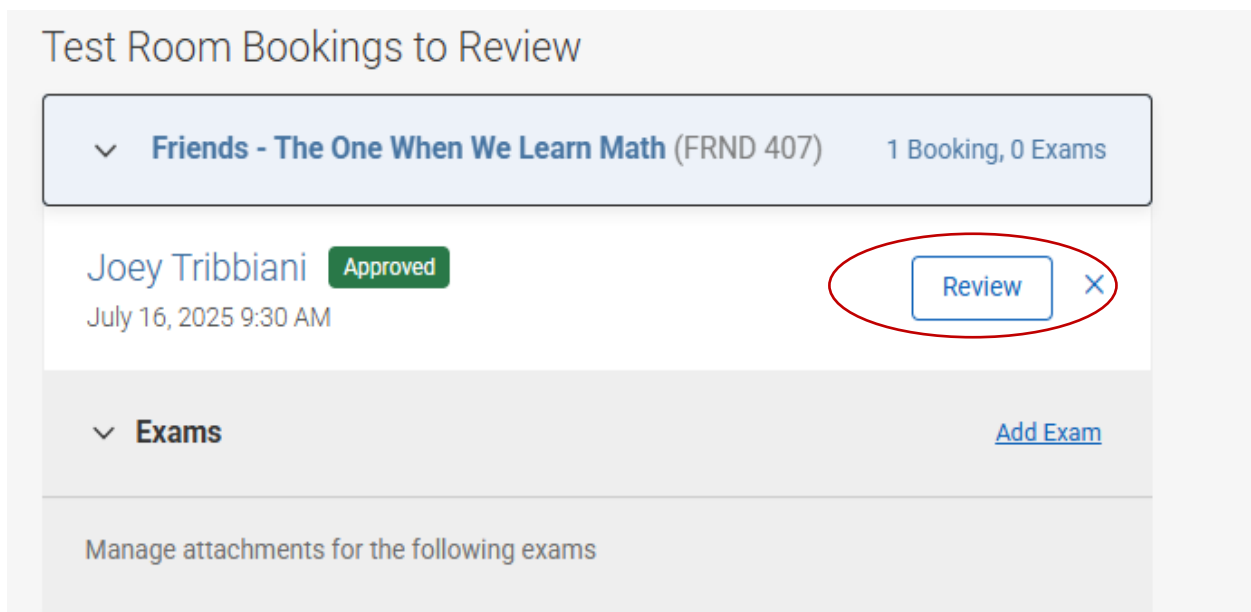 Test Room Bookings to Review
Friends - The One When We Learn Math (FRND 407) 1 Booking, 0 Exams
Joey Tribbiani Approved
July 16, 2025 9:30 AM
Review
Exams
Add Exam
Manage attachments for the following exams